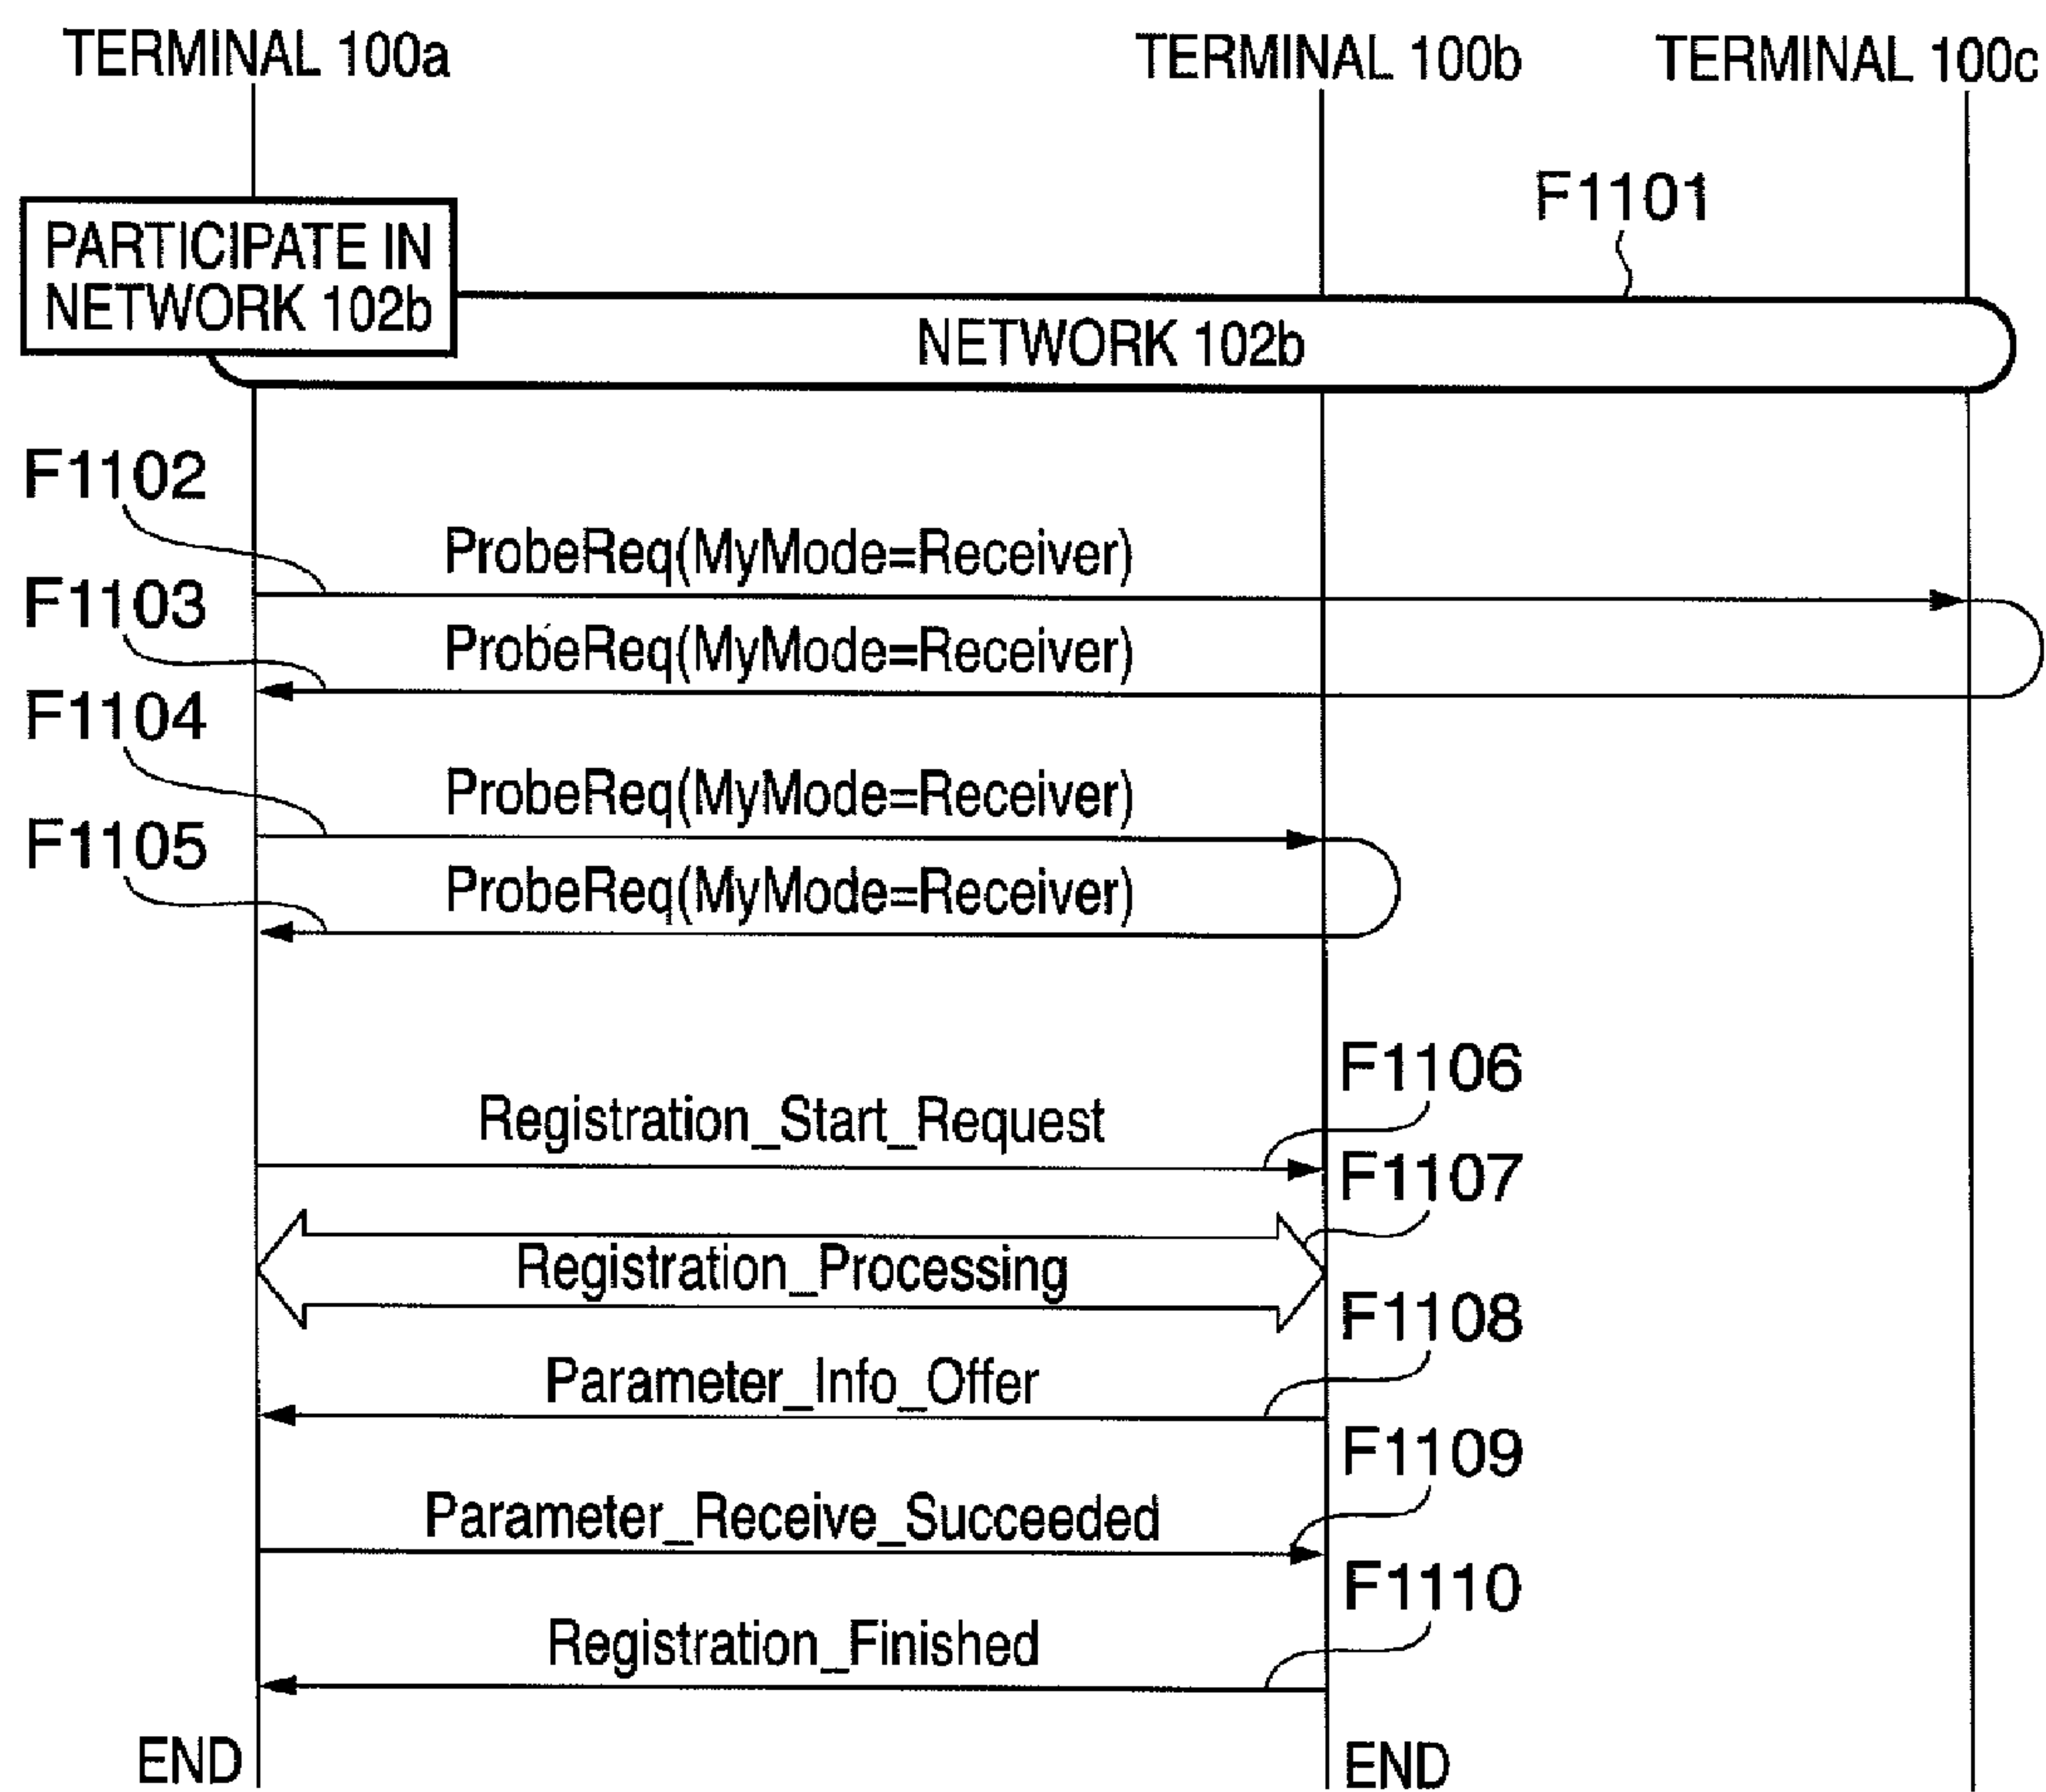 TERMINAL 100a
TERMINAL 100b
TERMINAL 100c
F1101
PARTICIPATE IN
NETWORK 102b
NETWORK 102b
F1102
ProbeReq(MyMode=Receiver)
F1103
ProbeReq(MyMode=Receiver)
F1104
ProbeReq(MyMode=Receiver)
F1105
ProbeReq(MyMode=Receiver)
F1106
Registration_Start_Request
F1107
Registration_Processing
F1108
Parameter_Info_Offer
F1109
Parameter_Receive_Succeeded
F1110
Registration_Finished
END
END